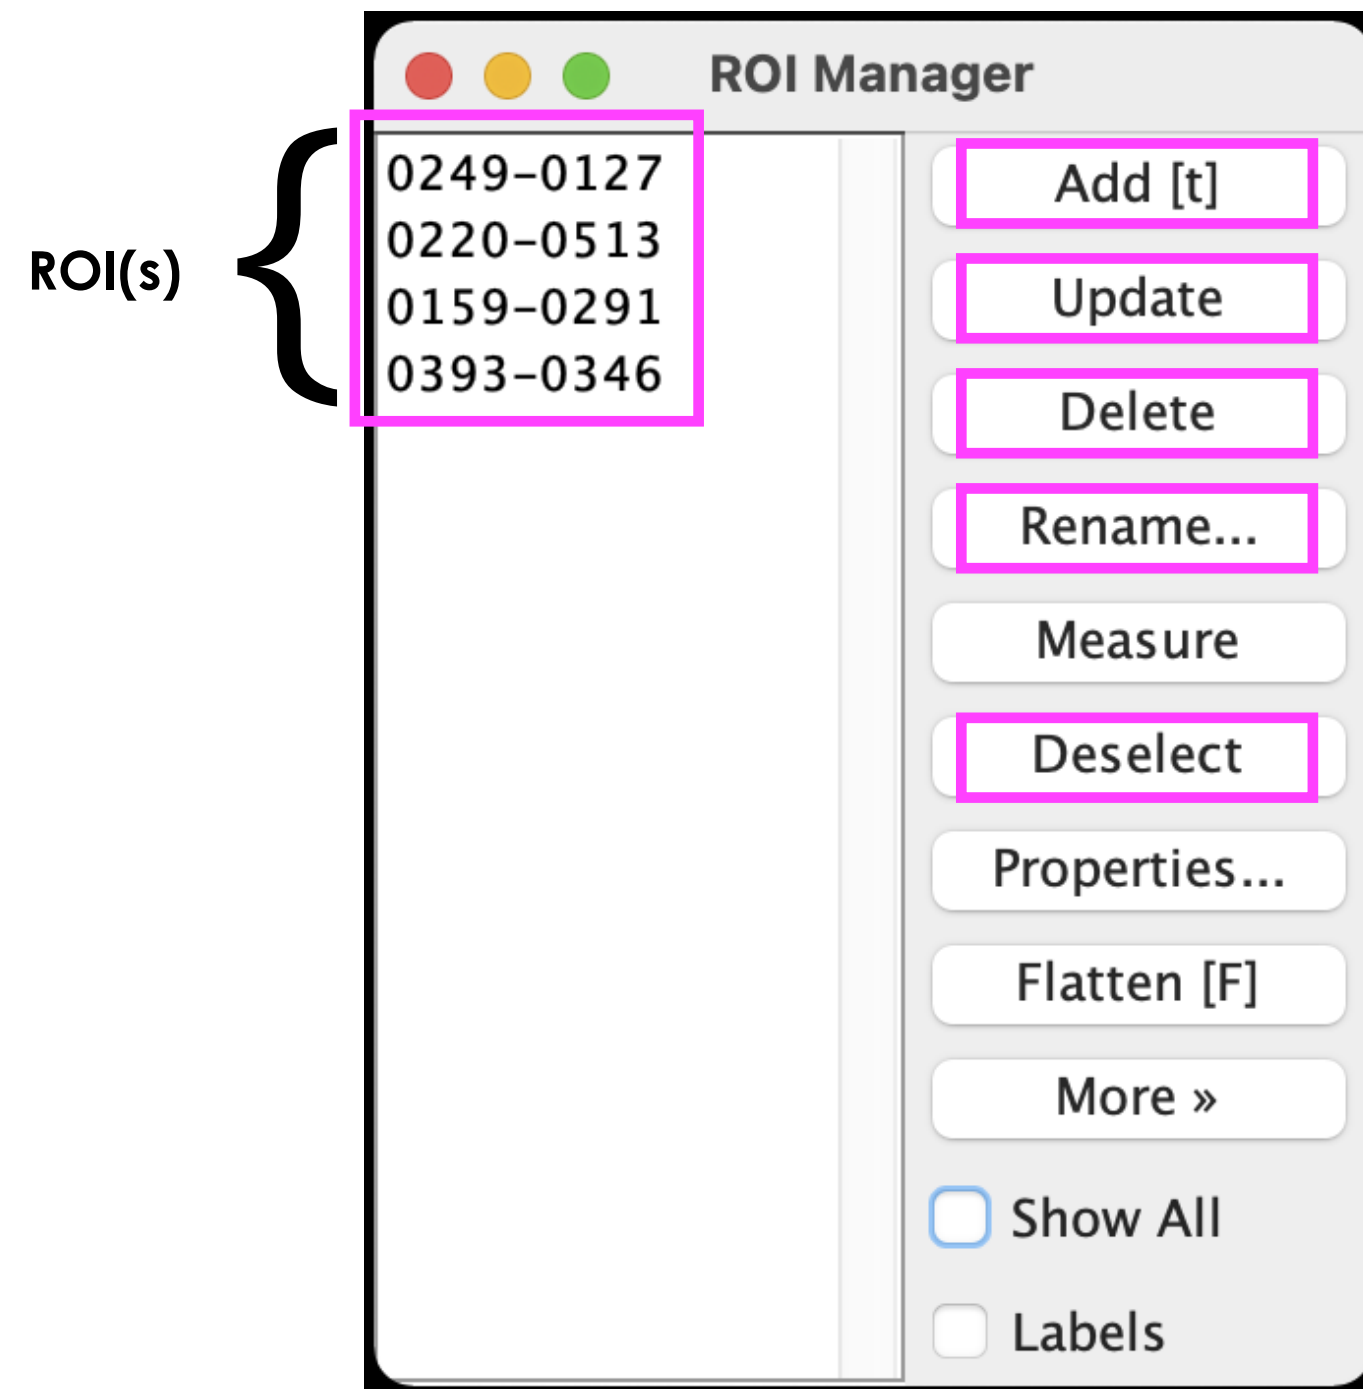 ROI Manager
ROI(s)
0249-0127
0220-0513
0159-0291
0393-0346
Add [t]
Update
Delete
Rename...
Measure
Deselect
Properties...
Flatten [F]
More »
Show All
Labels